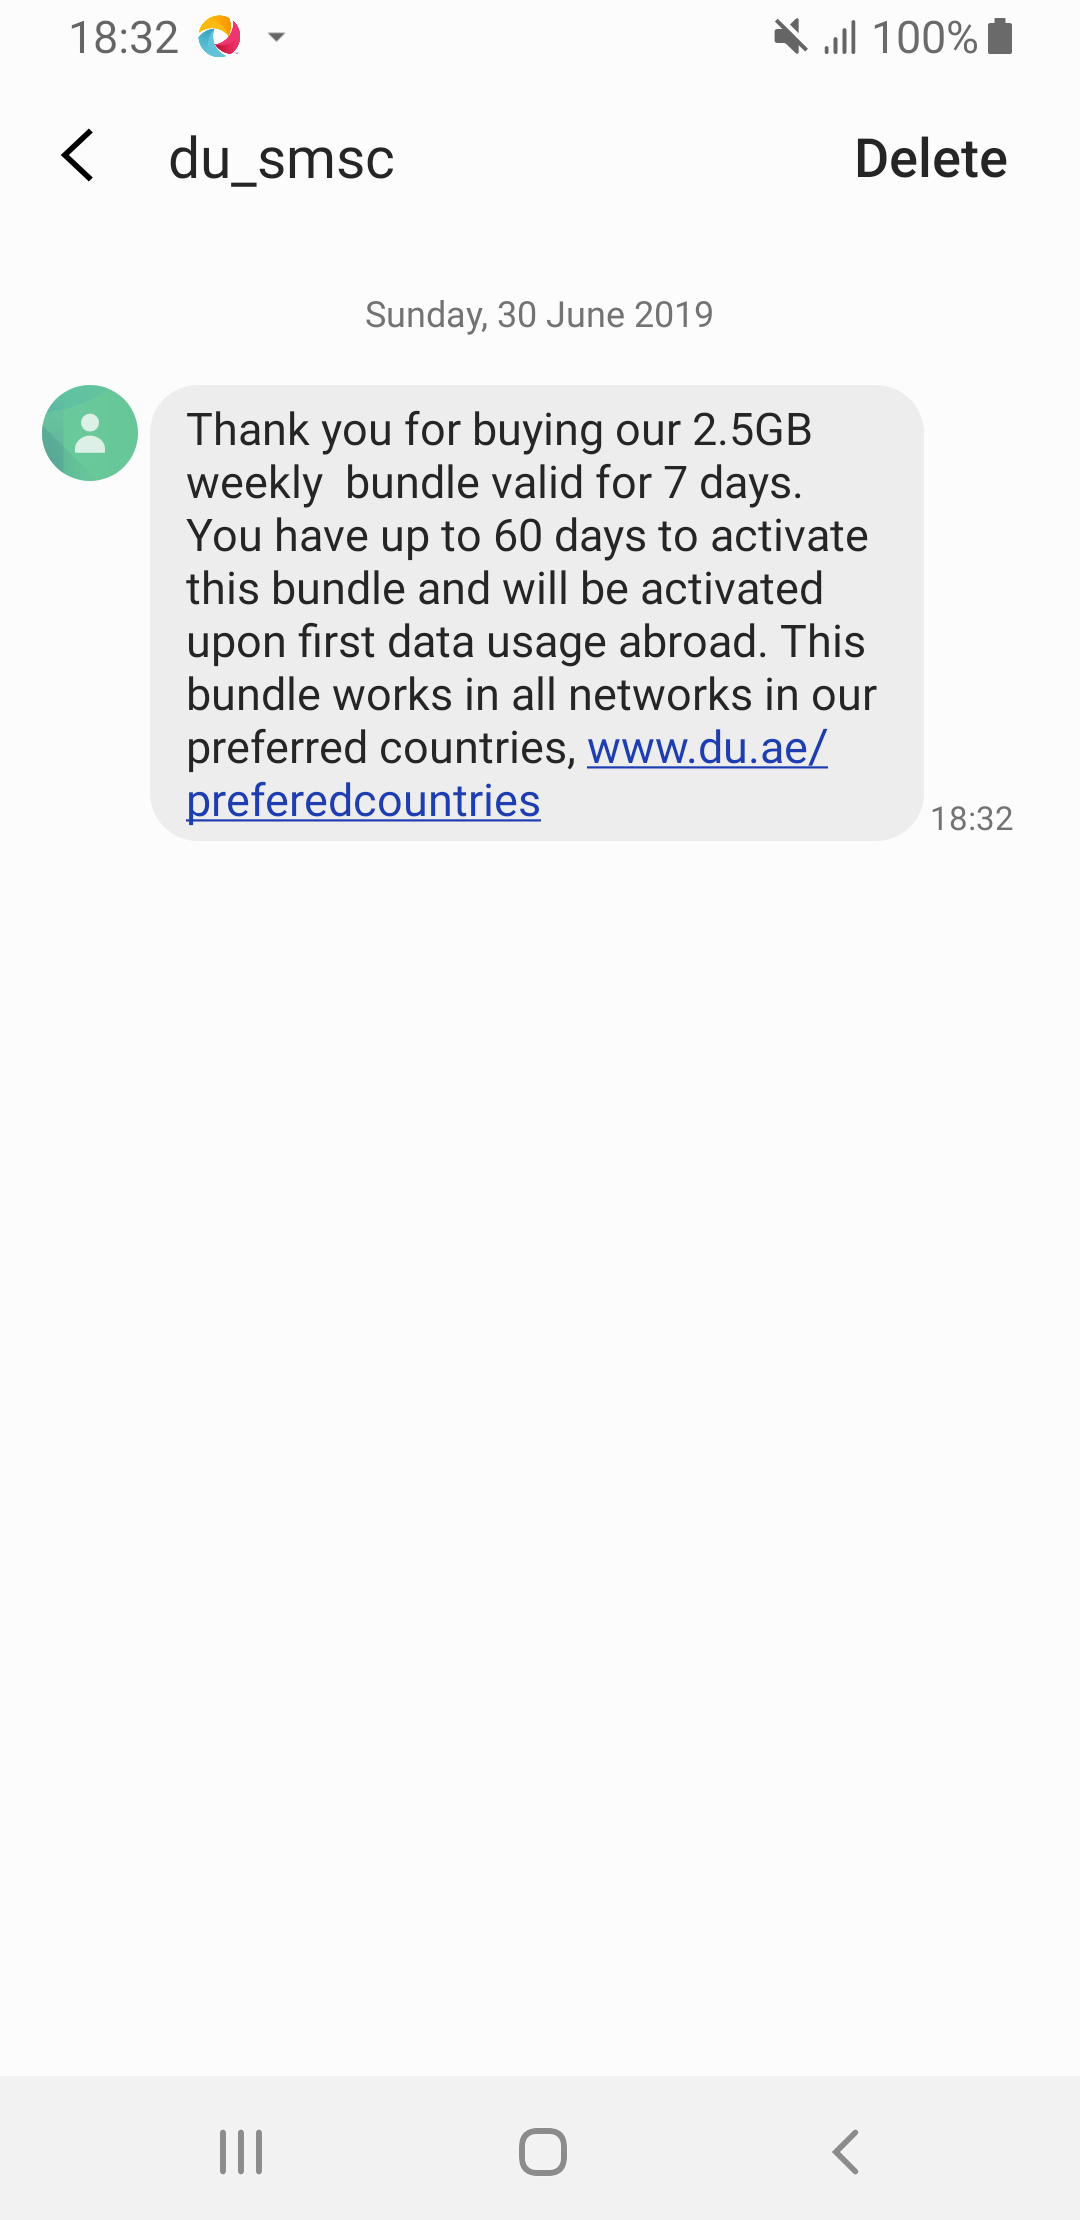 18:32 100%
du_smsc Delete
Sunday, 30 June 2019
Thank you for buying our 2.5GB
weekly  bundle valid for 7 days.
You have up to 60 days to activate
this bundle and will be activated
upon first data usage abroad. This
bundle works in all networks in our
preferred countries, www.du.ae/
preferedcountries
18:32